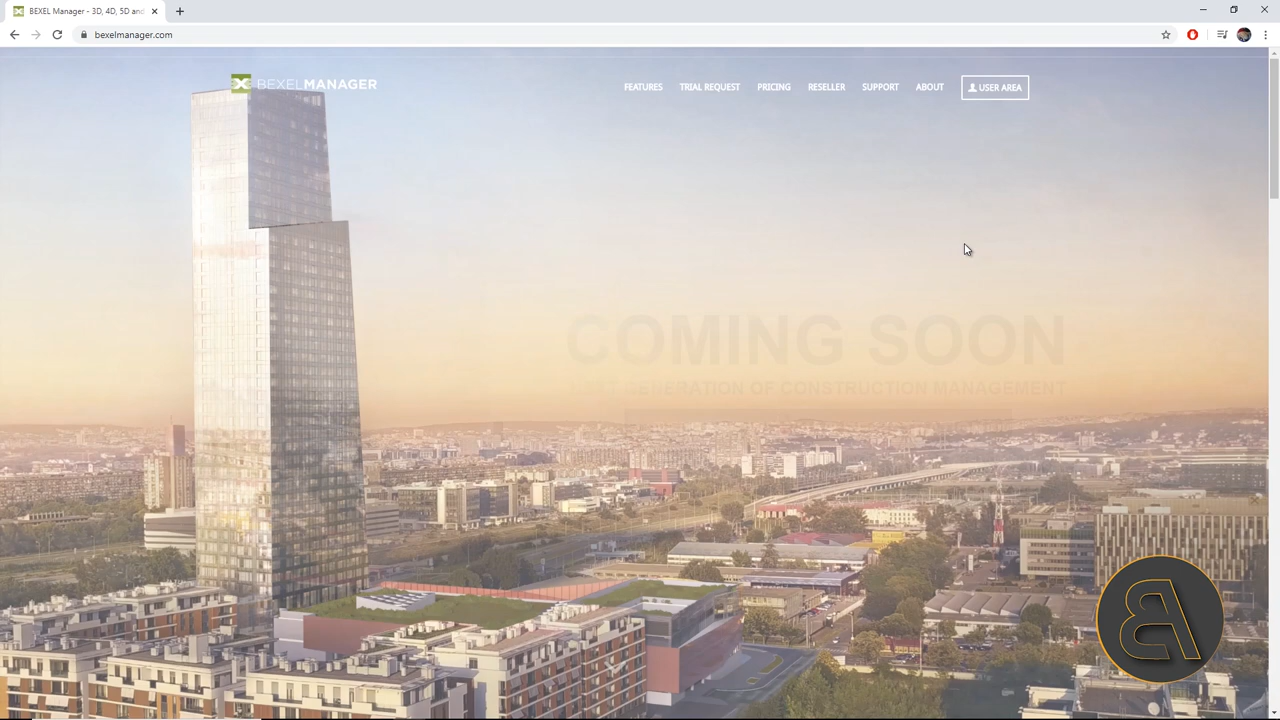 BEXEL Manager - 3D, 4D, 5D and
bexelmanager.com
BEXELMANAGER
FEATURES
TRIAL REQUEST
PRICING
RESELLER
SUPPORT
ABOUT
USER AREA
COMING SOON
GENERATION OF CONSTRUCTION MANAGEMENT